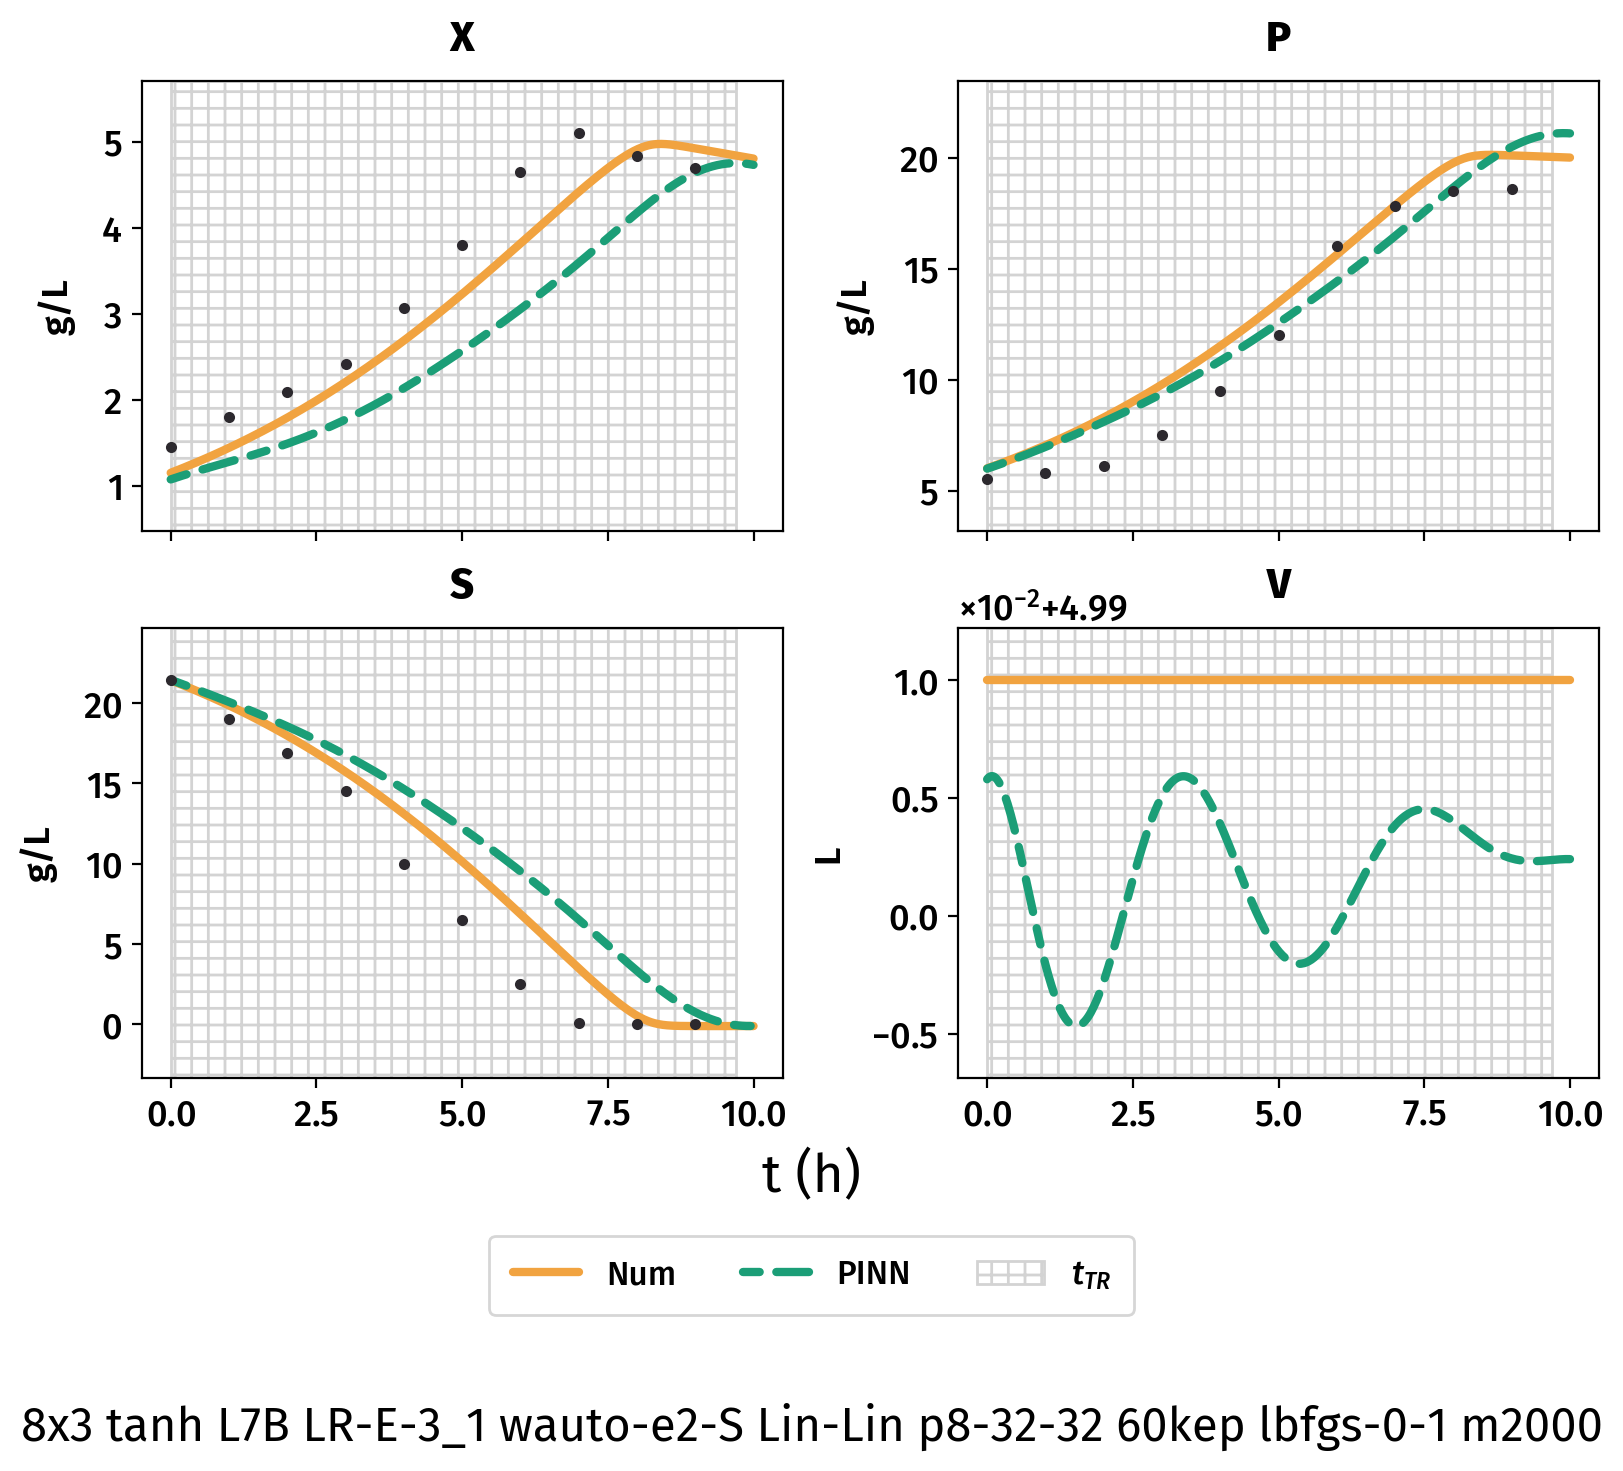 X
P
5
4
3
2
1
g/L
20
15
10
5
g/L
S
V
×10⁻²+4.99
20
15
10
5
0
g/L
1.0
0.5
0.0
−0.5
L
0.0 2.5 5.0 7.5 10.0
0.0 2.5 5.0 7.5 10.0
t (h)
Num PINN t_TR
8x3 tanh L7B LR-E-3_1 wauto-e2-S Lin-Lin p8-32-32 60kep lbfgs-0-1 m2000